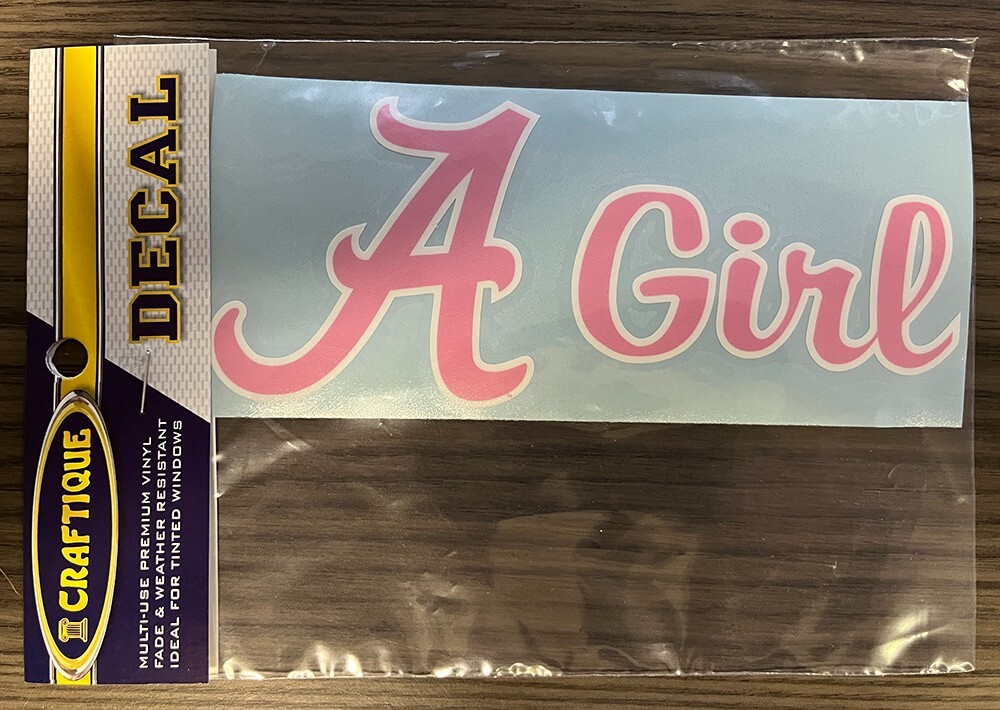 DECAL
CRAFTIQUE
MULTI-USE PREMIUM VINYL
FADE & WEATHER RESISTANT
IDEAL FOR TINTED WINDOWS
A Girl